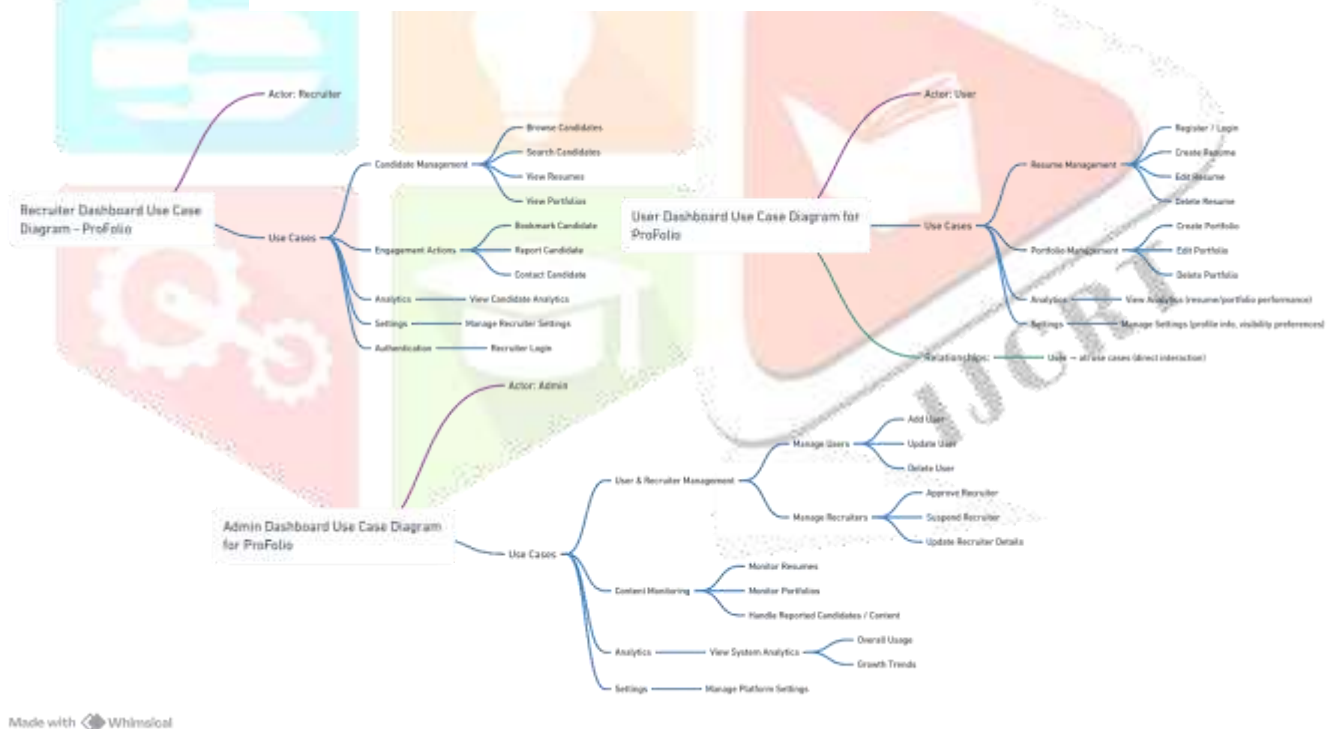 Actor: Recruiter
Browse Candidates
Search Candidates
Candidate Management
View Resumes
View Portfolios
Recruiter Dashboard Use Case
Diagram - ProFolio
Use Cases
Bookmark Candidate
Engagement Actions
Report Candidate
Contact Candidate
Analytics
View Candidate Analytics
Settings
Manage Recruiter Settings
Authentication
Recruiter Login
Actor: User
Register / Login
Resume Management
Create Resume
Edit Resume
Delete Resume
User Dashboard Use Case Diagram for
ProFolio
Use Cases
Create Portfolio
Portfolio Management
Edit Portfolio
Delete Portfolio
Analytics
View Analytics (resume/portfolio performance)
Settings
Manage Settings (profile info, visibility preferences)
Relationships:
User → all use cases (direct interaction)
IJCRT
Actor: Admin
Add User
Manage Users
Update User
Delete User
User & Recruiter Management
Approve Recruiter
Manage Recruiters
Suspend Recruiter
Update Recruiter Details
Admin Dashboard Use Case Diagram
for ProFolio
Use Cases
Monitor Resumes
Content Monitoring
Monitor Portfolios
Handle Reported Candidates / Content
Overall Usage
Analytics
View System Analytics
Growth Trends
Settings
Manage Platform Settings
Made with Whimsical